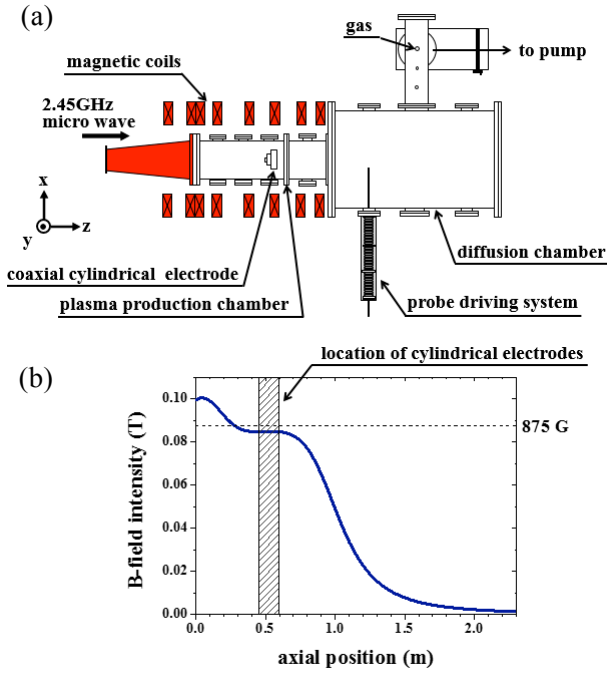 (a)
gas
to pump
magnetic coils
2.45GHz
micro wave
x
y
z
coaxial cylindrical electrode
plasma production chamber
diffusion chamber
probe driving system
(b)
location of cylindrical electrodes
875 G
B-field intensity (T)
0.10
0.08
0.06
0.04
0.02
0.00
0.0
0.5
1.0
1.5
2.0
axial position (m)